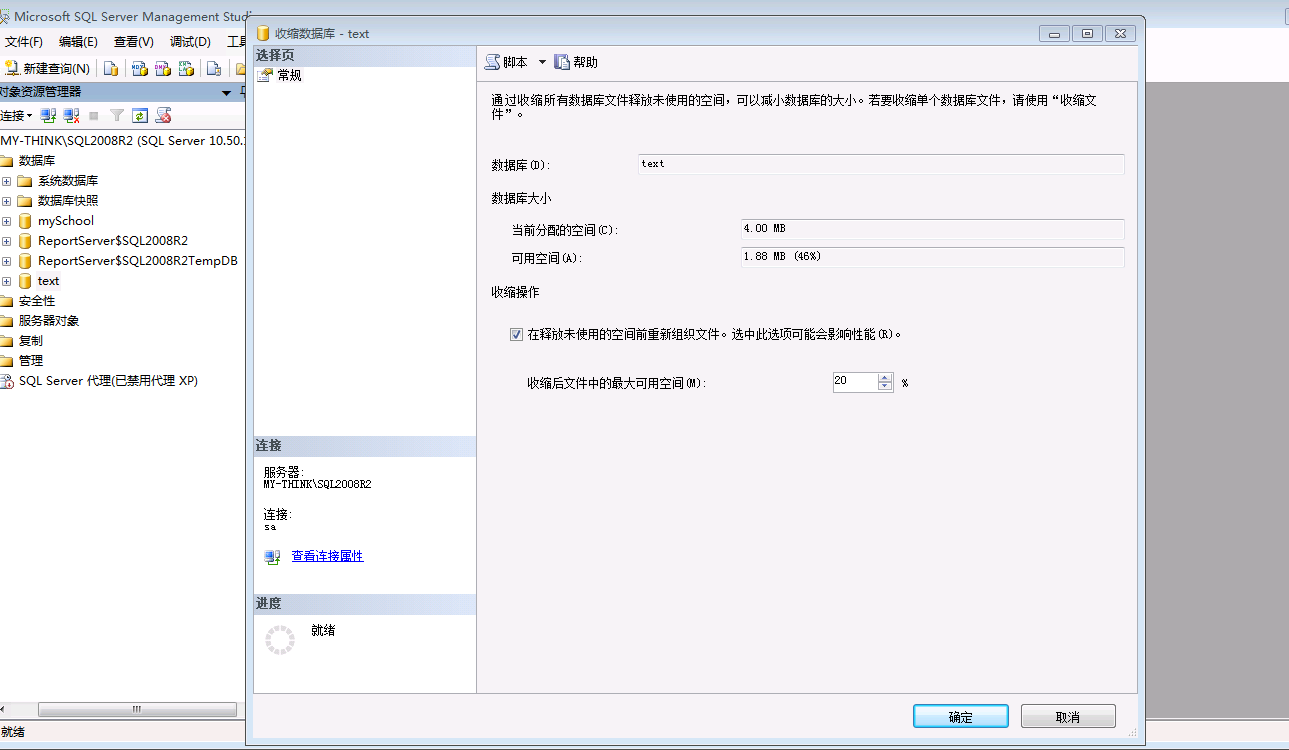 Microsoft SQL Server Management Studi
文件(F) 编辑(E) 查看(V) 调试(D) 工具
新建查询(N)
对象资源管理器
连接
MY-THINK\SQL2008R2 (SQL Server 10.50.
数据库
系统数据库
数据库快照
mySchool
ReportServer$SQL2008R2
ReportServer$SQL2008R2TempDB
text
安全性
服务器对象
复制
管理
SQL Server 代理(已禁用代理 XP)
就绪
收缩数据库 - text
选择页
常规
连接
服务器:
MY-THINK\SQL2008R2
连接:
sa
查看连接属性
进度
就绪
脚本 帮助
通过收缩所有数据库文件释放未使用的空间，可以减小数据库的大小。若要收缩单个数据库文件，请使用“收缩文
件”。
数据库(D): text
数据库大小
当前分配的空间(C): 4.00 MB
可用空间(A): 1.88 MB (46%)
收缩操作
在释放未使用的空间前重新组织文件。选中此选项可能会影响性能(R)。
收缩后文件中的最大可用空间(M): 20 %
确定 取消